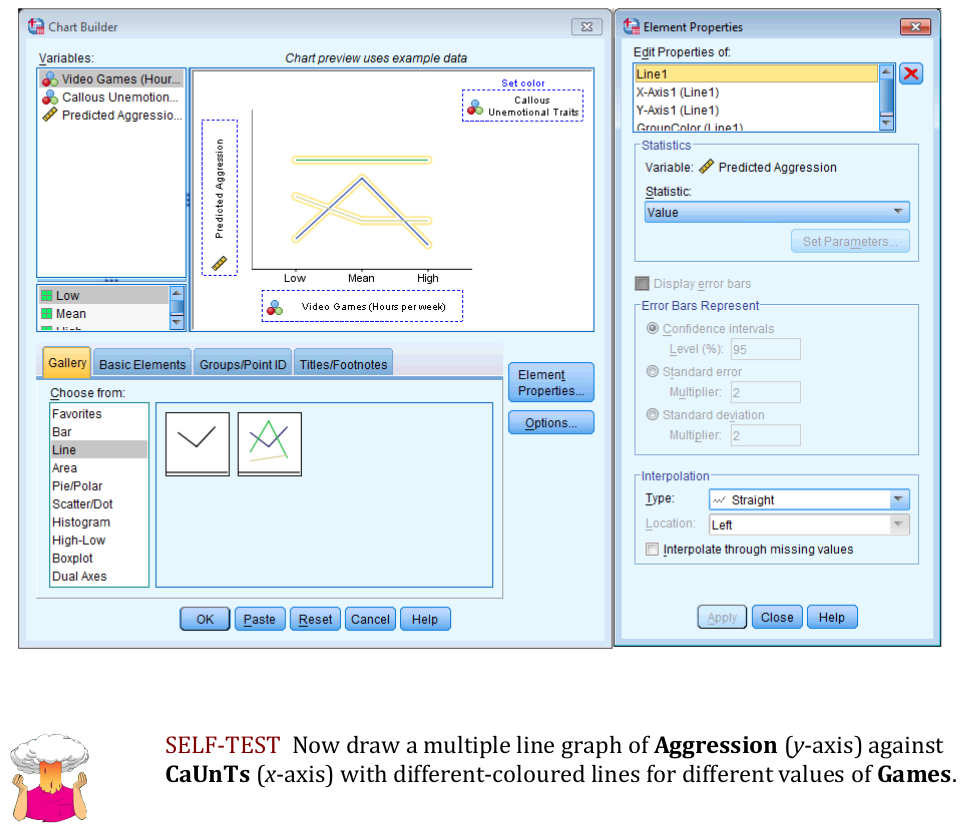 Chart Builder
Variables:
Chart preview uses example data
Video Games (Hour...
Callous Unemotion...
Predicted Aggressio...
Set color
Callous
Unemotional Traits
Predicted Aggression
Low Mean High
Video Games (Hours per week)
Low
Mean
High
Gallery Basic Elements Groups/Point ID Titles/Footnotes
Choose from:
Favorites
Bar
Line
Area
Pie/Polar
Scatter/Dot
Histogram
High-Low
Boxplot
Dual Axes
Element
Properties...
Options...
OK Paste Reset Cancel Help
Element Properties
Edit Properties of:
Line1
X-Axis1 (Line1)
Y-Axis1 (Line1)
GroupColor (Line1)
Statistics
Variable: Predicted Aggression
Statistic:
Value
Set Parameters...
Display error bars
Error Bars Represent
Confidence intervals
Level (%): 95
Standard error
Multiplier: 2
Standard deviation
Multiplier: 2
Interpolation
Type: Straight
Location: Left
Interpolate through missing values
Apply Close Help
SELF-TEST Now draw a multiple line graph of Aggression (y-axis) against
CaUnTs (x-axis) with different-coloured lines for different values of Games.